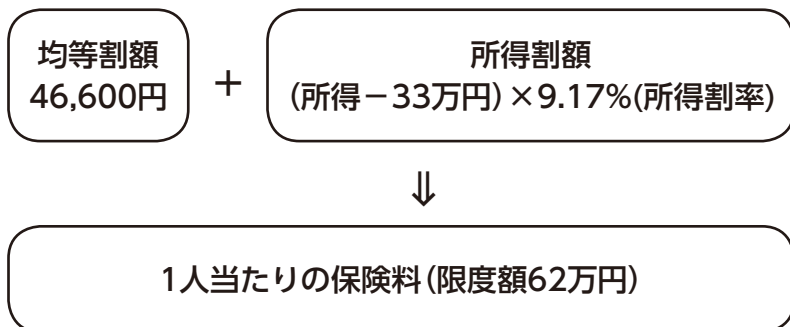 均等割額
46,600円
+
所得割額
(所得－33万円)×9.17%(所得割率)
⇓
1人当たりの保険料(限度額62万円)